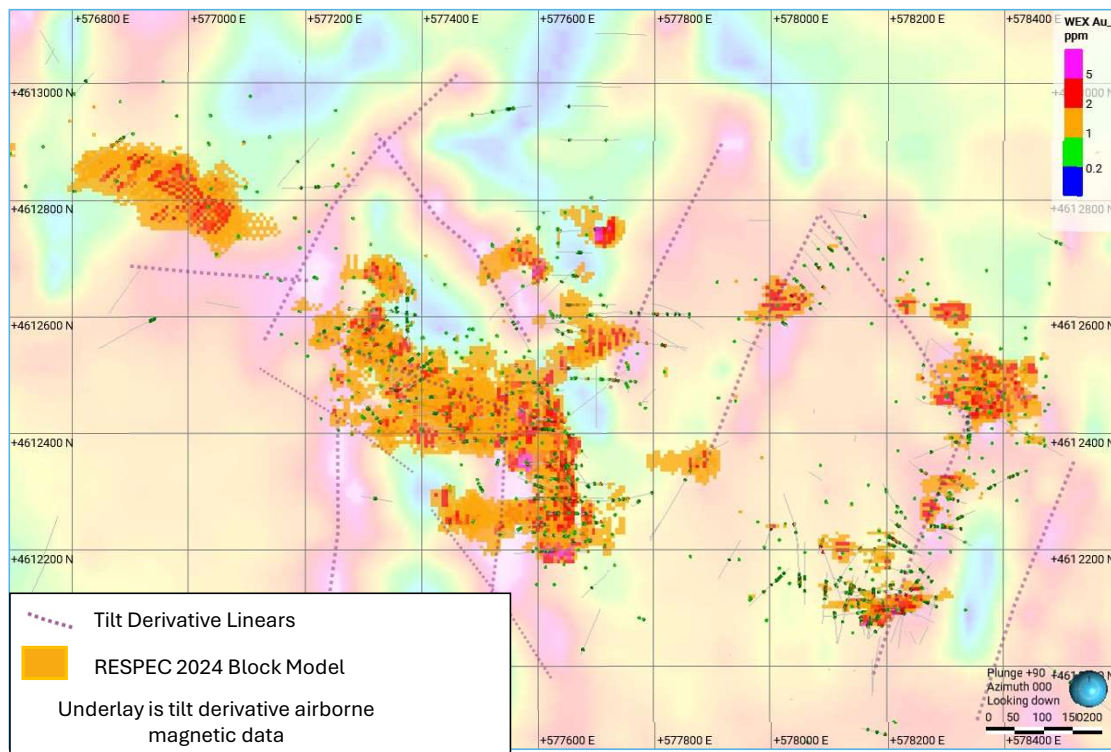 +576800 E +577000 E +577200 E +577400 E +577600 E +577800 E +578000 E +578200 E +578400 E
WEX Au_
ppm
5
2
1
0.2
+4613000 N
+4612800 N
+4612800 N
+4612600 N
+4612600 N
+4612400 N
+4612400 N
+4612200 N
+4612200 N
Tilt Derivative Linears
RESPEC 2024 Block Model
Underlay is tilt derivative airborne
magnetic data
Plunge +90
Azimuth 000
Looking down
0 50 100 150 200
+577600 E +577800 E +578000 E +578200 E +578400 E